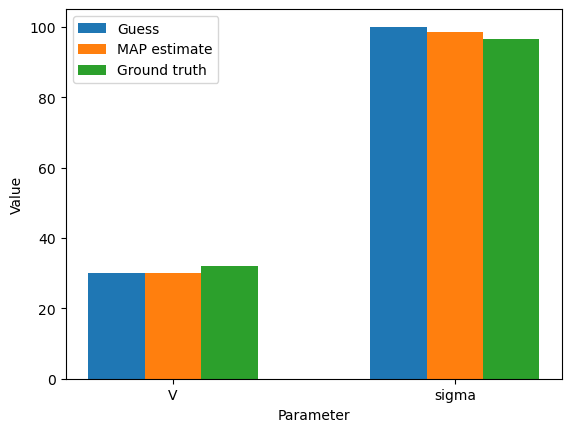 Guess
MAP estimate
Ground truth
100
80
60
40
20
0
Value
V
sigma
Parameter